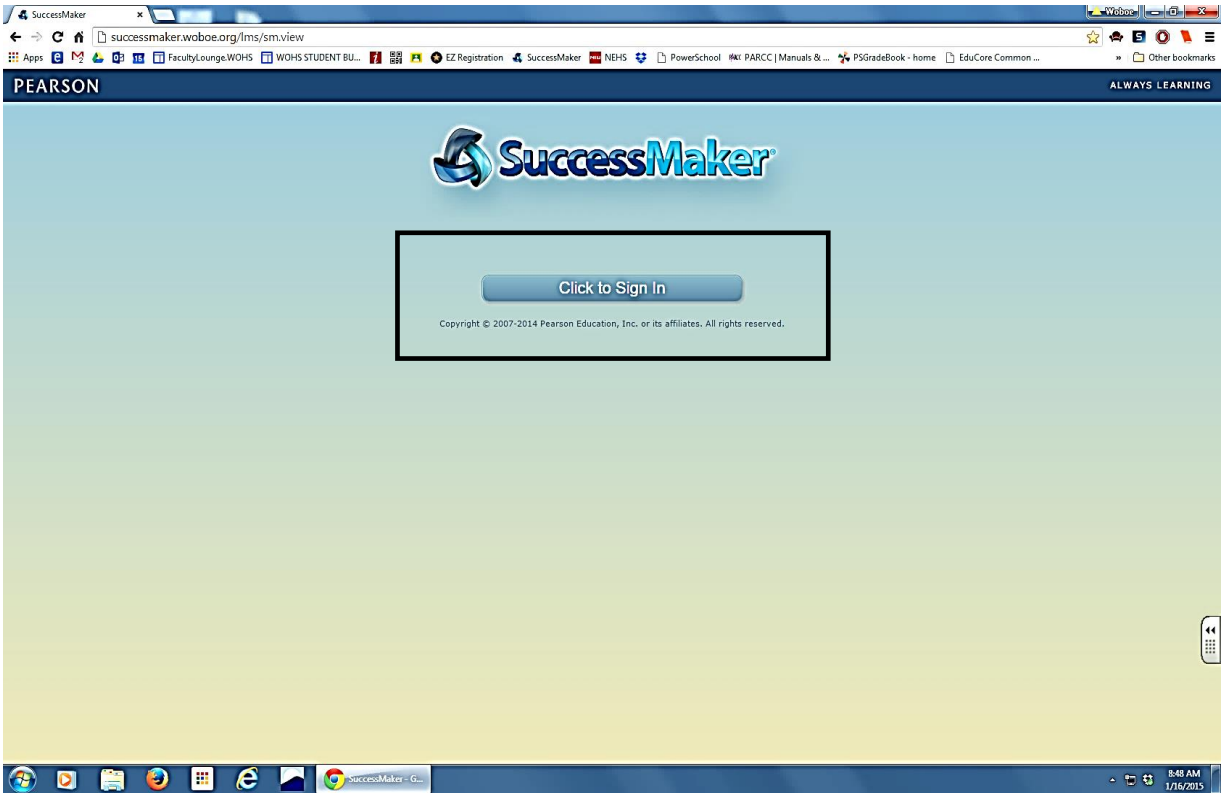 SuccessMaker
Woboe
successmaker.woboe.org/lms/sm.view
Apps FacultyLounge.WOHS WOHS STUDENT BU... EZ Registration SuccessMaker NEHS PowerSchool PARCC | Manuals & ... PSGradeBook - home EduCore Common ... » Other bookmarks
PEARSON ALWAYS LEARNING
SuccessMaker®
Click to Sign In
Copyright © 2007-2014 Pearson Education, Inc. or its affiliates. All rights reserved.
SuccessMaker - G...
8:48 AM
1/16/2015